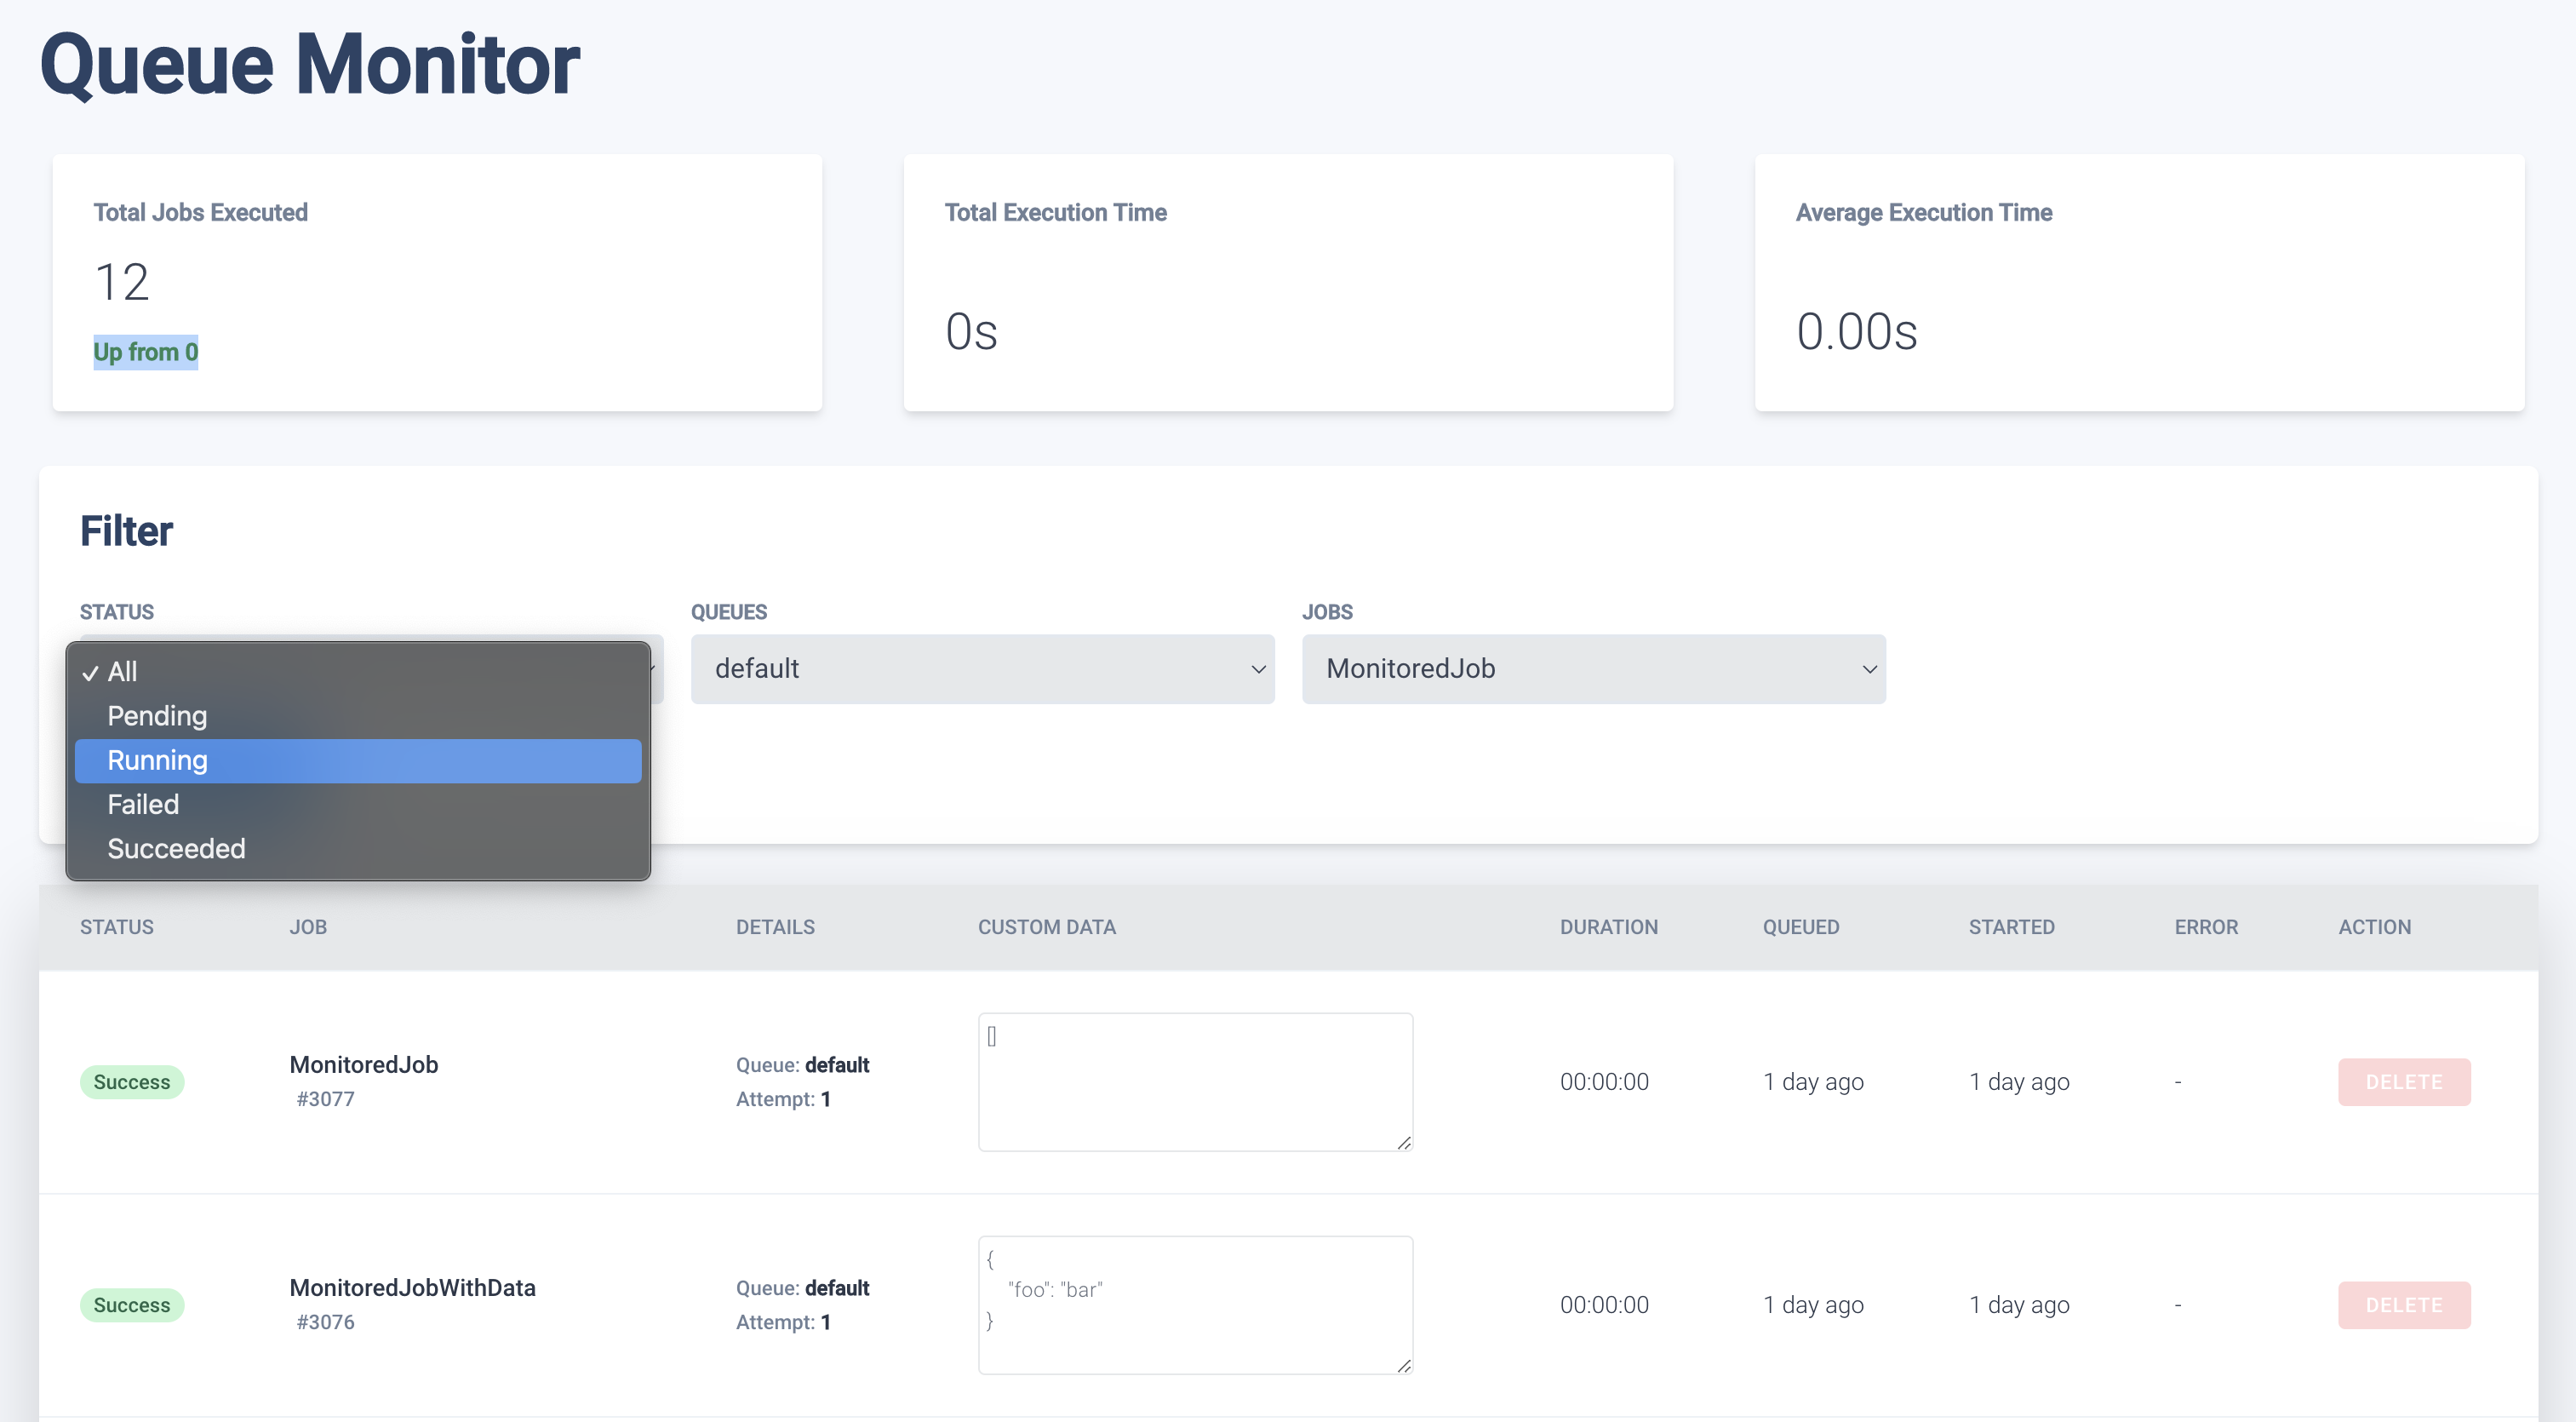 Queue Monitor
Total Jobs Executed
12
Up from 0
Total Execution Time
0s
Average Execution Time
0.00s
Filter
STATUS
QUEUES
JOBS
All
Pending
Running
Failed
Succeeded
default
MonitoredJob
STATUS JOB DETAILS CUSTOM DATA DURATION QUEUED STARTED ERROR ACTION
Success
MonitoredJob
#3077
Queue: default
Attempt: 1
[]
00:00:00
1 day ago
1 day ago
-
DELETE
Success
MonitoredJobWithData
#3076
Queue: default
Attempt: 1
{
"foo": "bar"
}
00:00:00
1 day ago
1 day ago
-
DELETE